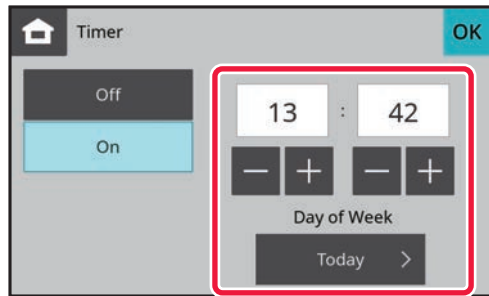 Timer
OK
Off
On
13 : 42
− + − +
Day of Week
Today >